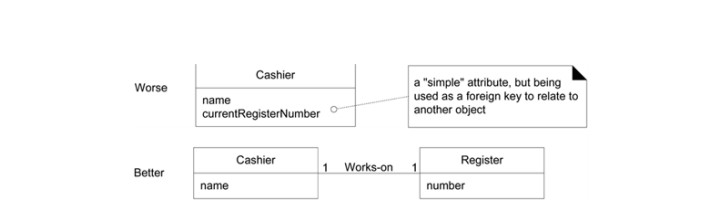 Worse
Cashier
name
currentRegisterNumber
a "simple" attribute, but being
used as a foreign key to relate to
another object
Better
Cashier
name
1 Works-on 1
Register
number